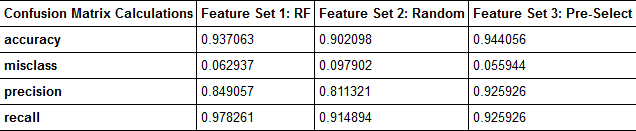 Confusion Matrix Calculations Feature Set 1: RF Feature Set 2: Random Feature Set 3: Pre-Select
accuracy 0.937063 0.902098 0.944056
misclass 0.062937 0.097902 0.055944
precision 0.849057 0.811321 0.925926
recall 0.978261 0.914894 0.925926